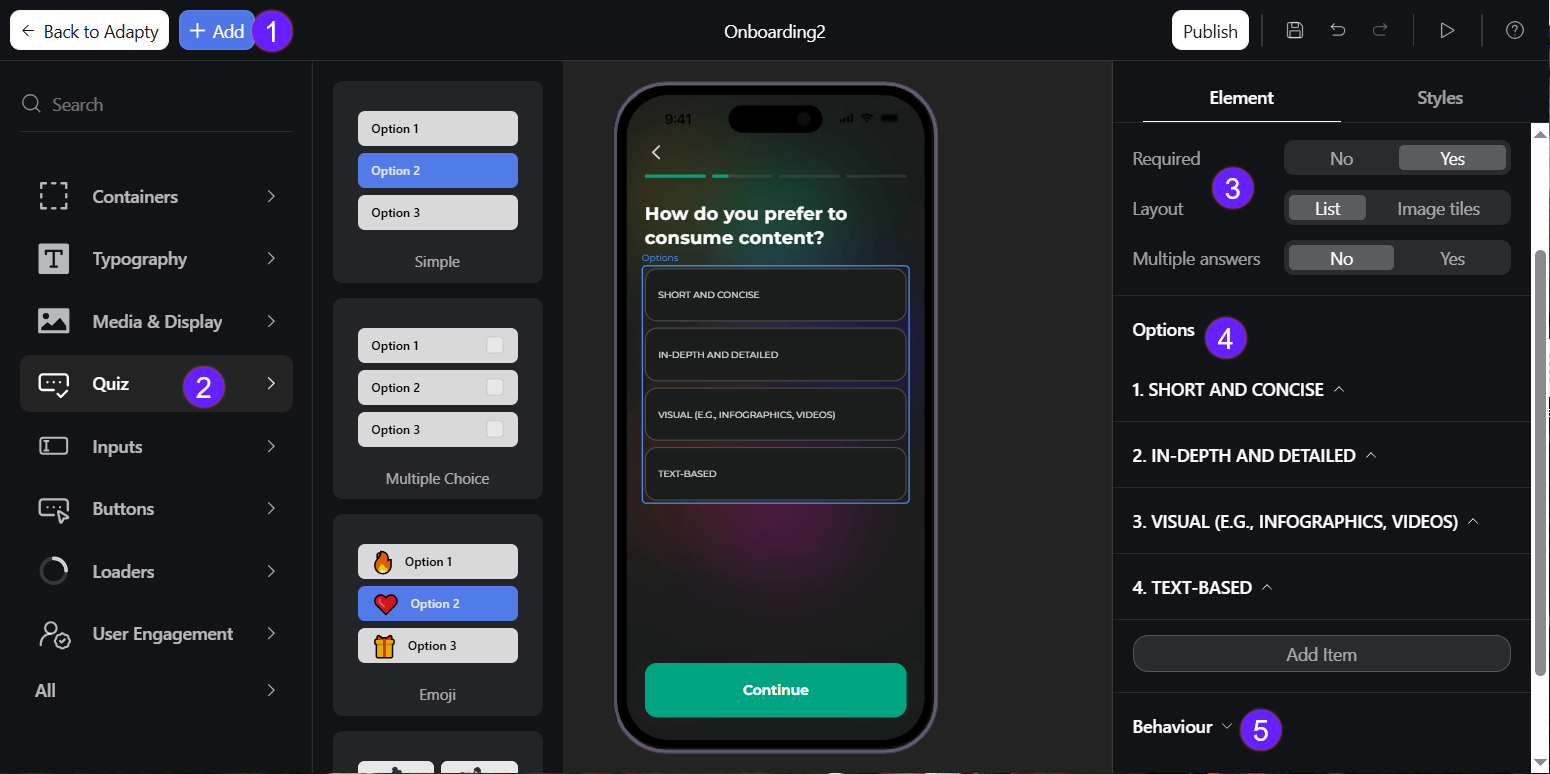 Back to Adapty
Add
1
Onboarding2
Publish
Search
Containers
Typography
Media & Display
Quiz
2
Inputs
Buttons
Loaders
User Engagement
All
Option 1
Option 2
Option 3
Simple
Option 1
Option 2
Option 3
Multiple Choice
Option 1
Option 2
Option 3
Emoji
9:41
How do you prefer to
consume content?
Options
SHORT AND CONCISE
IN-DEPTH AND DETAILED
VISUAL (E.G., INFOGRAPHICS, VIDEOS)
TEXT-BASED
Continue
Element
Styles
Required
No
Yes
3
Layout
List
Image tiles
Multiple answers
No
Yes
Options
4
1. SHORT AND CONCISE
2. IN-DEPTH AND DETAILED
3. VISUAL (E.G., INFOGRAPHICS, VIDEOS)
4. TEXT-BASED
Add Item
Behaviour
5